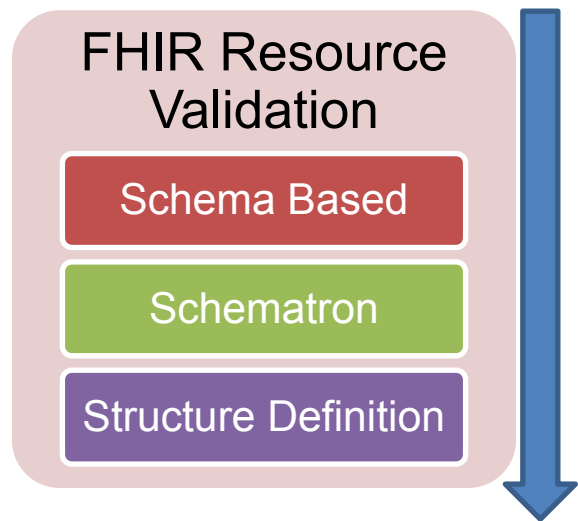 FHIR Resource
Validation
Schema Based
Schematron
Structure Definition